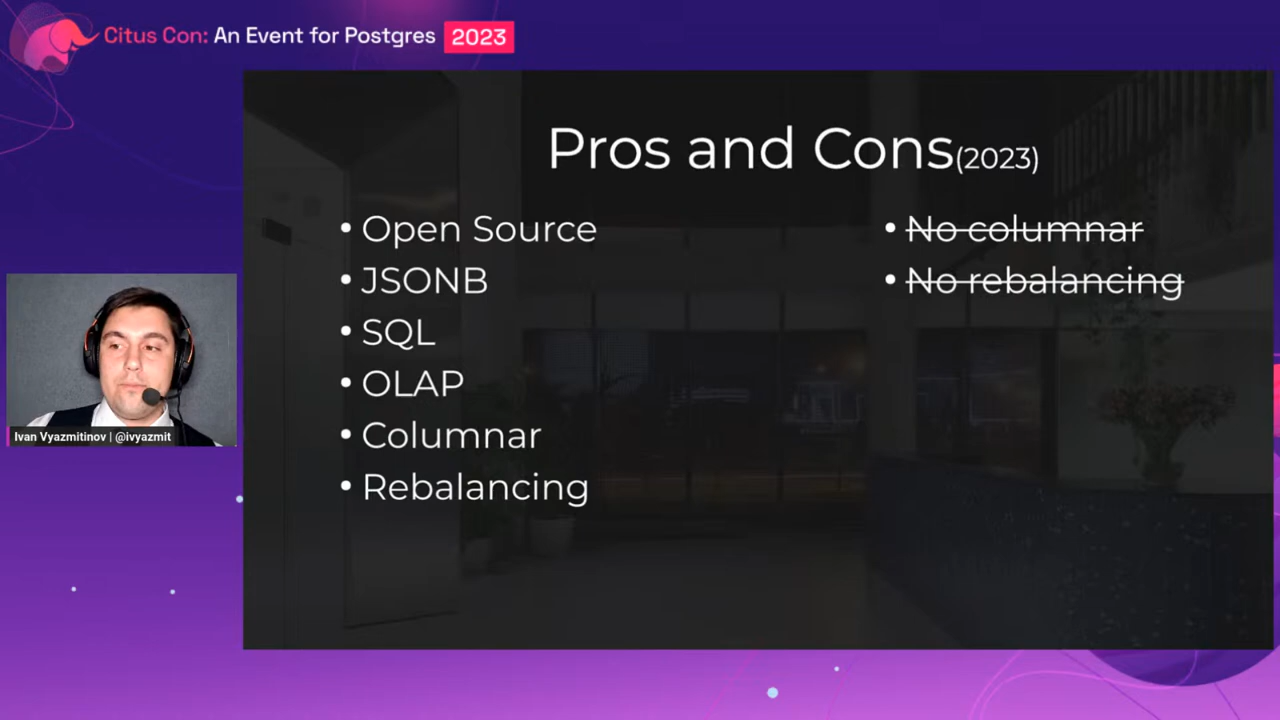 Citus Con: An Event for Postgres 2023
Pros and Cons(2023)
• Open Source
• JSONB
• SQL
• OLAP
• Columnar
• Rebalancing
• No columnar
• No rebalancing
Ivan Vyazmitinov | @ivyazmit